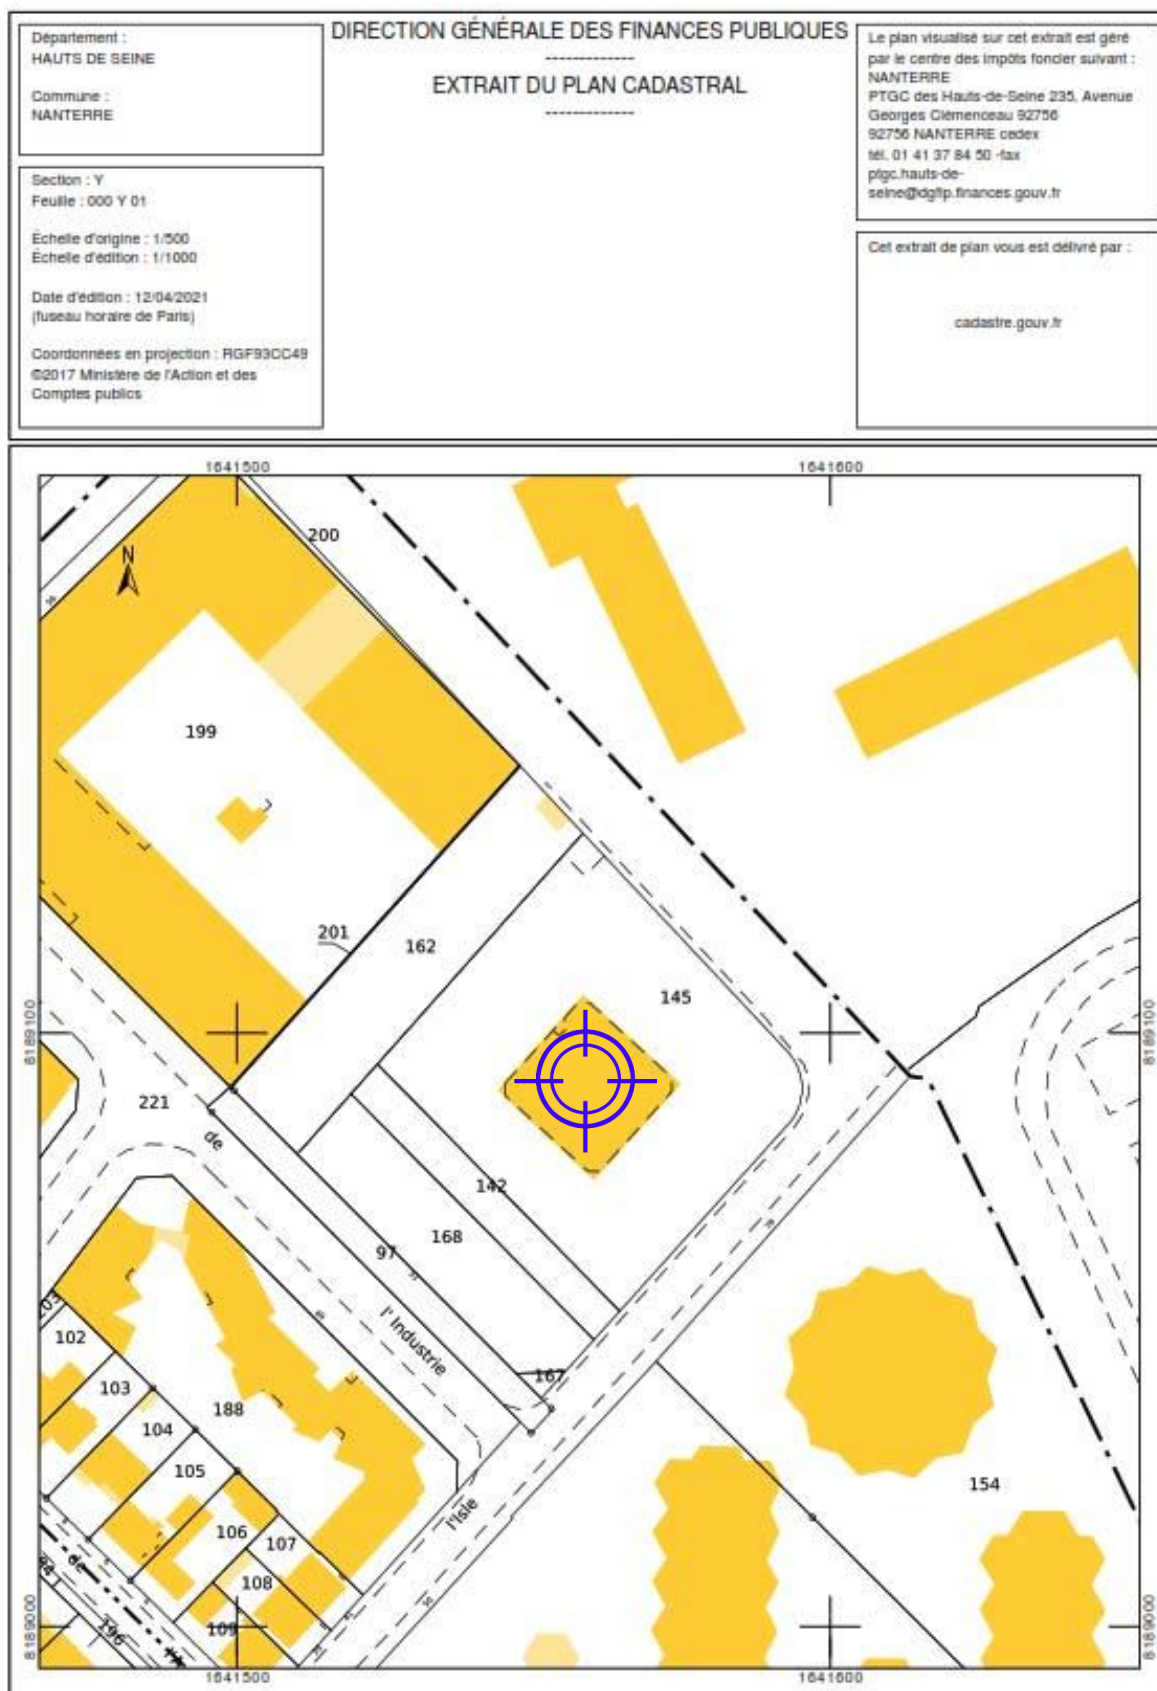 Département :
HAUTS DE SEINE
Commune :
NANTERRE
Section : Y
Feuille : 000 Y 01
Échelle d'origine : 1/500
Échelle d'édition : 1/1000
Date d'édition : 12/04/2021
(fuseau horaire de Paris)
Coordonnées en projection : RGF93CC49
©2017 Ministère de l'Action et des
Comptes publics
DIRECTION GÉNÉRALE DES FINANCES PUBLIQUES
-------------
EXTRAIT DU PLAN CADASTRAL
-------------
Le plan visualisé sur cet extrait est géré
par le centre des impôts foncier suivant :
NANTERRE
PTGC des Hauts-de-Seine 235, Avenue
Georges Clémenceau 92756
92756 NANTERRE cedex
tél. 01 41 37 84 50 -fax
ptgc.hauts-de-
seine@dgfip.finances.gouv.fr
Cet extrait de plan vous est délivré par :
cadastre.gouv.fr
1641500
1641600
200
N
199
201
162
145
8189100
8189100
221
de
142
168
97
l'Industrie
167
103
102
103
104
188
105
106
107
108
109
196
de
l'Isle
154
8189000
8189000
1641500
1641600